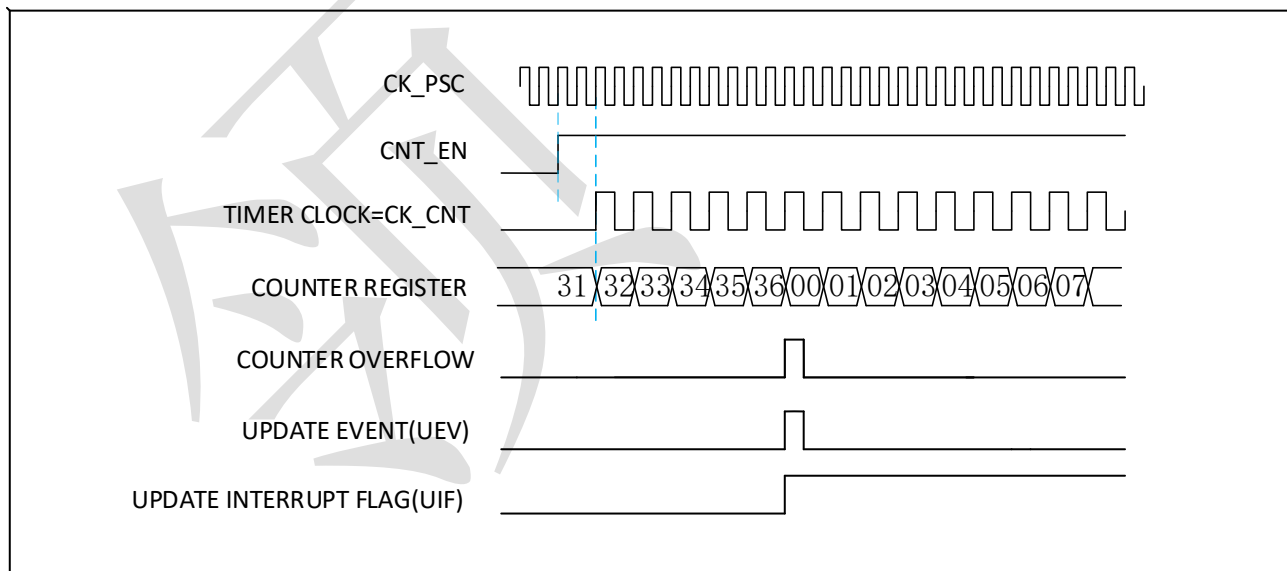 CK_PSC
CNT_EN
TIMER CLOCK=CK_CNT
COUNTER REGISTER 31 32 33 34 35 36 00 01 02 03 04 05 06 07
COUNTER OVERFLOW
UPDATE EVENT(UEV)
UPDATE INTERRUPT FLAG(UIF)